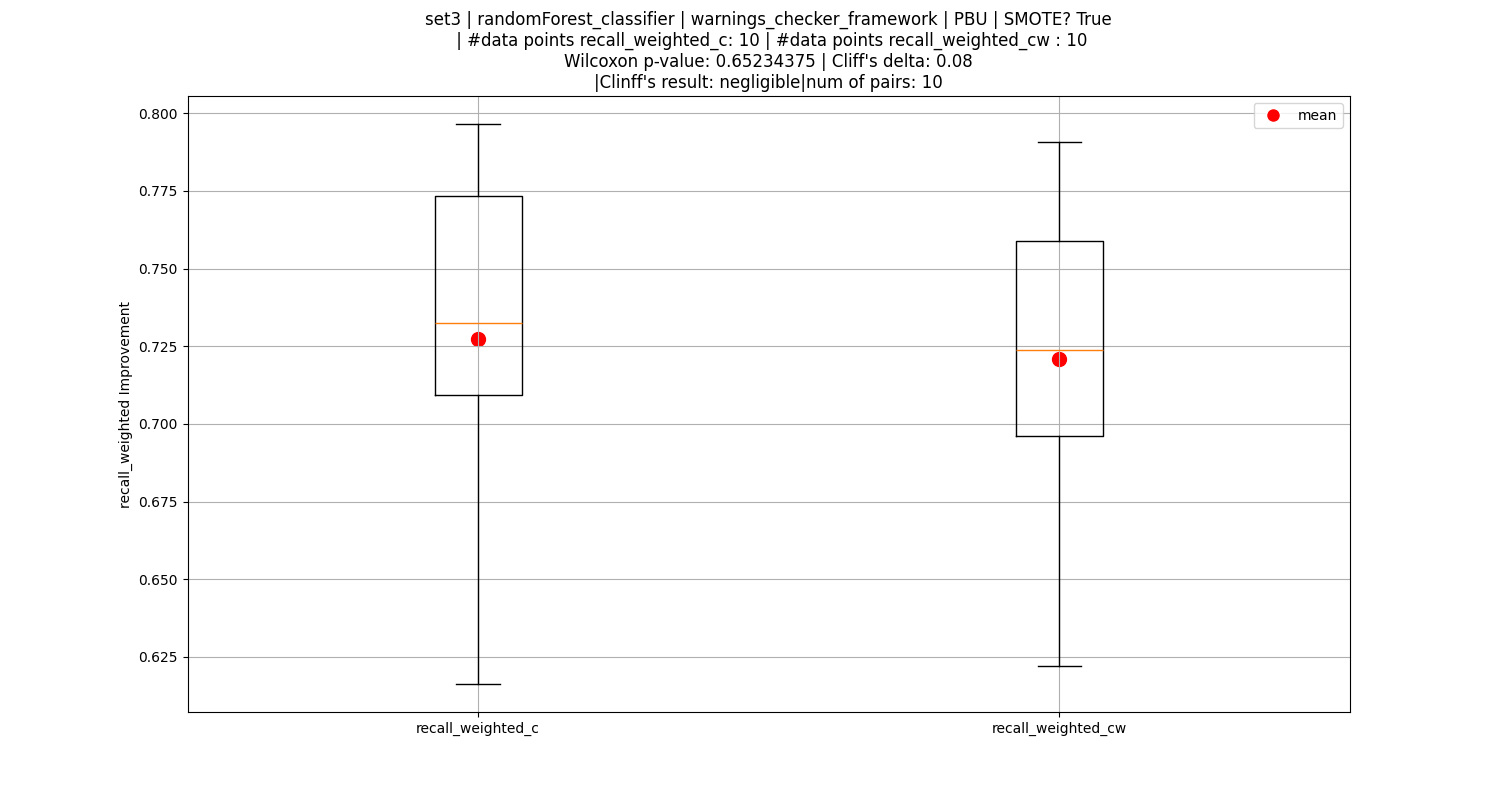 set3 | randomForest_classifier | warnings_checker_framework | PBU | SMOTE? True
| #data points recall_weighted_c: 10 | #data points recall_weighted_cw : 10
Wilcoxon p-value: 0.65234375 | Cliff's delta: 0.08
|Clinff's result: negligible|num of pairs: 10
mean
recall_weighted Improvement
0.800
0.775
0.750
0.725
0.700
0.675
0.650
0.625
recall_weighted_c
recall_weighted_cw